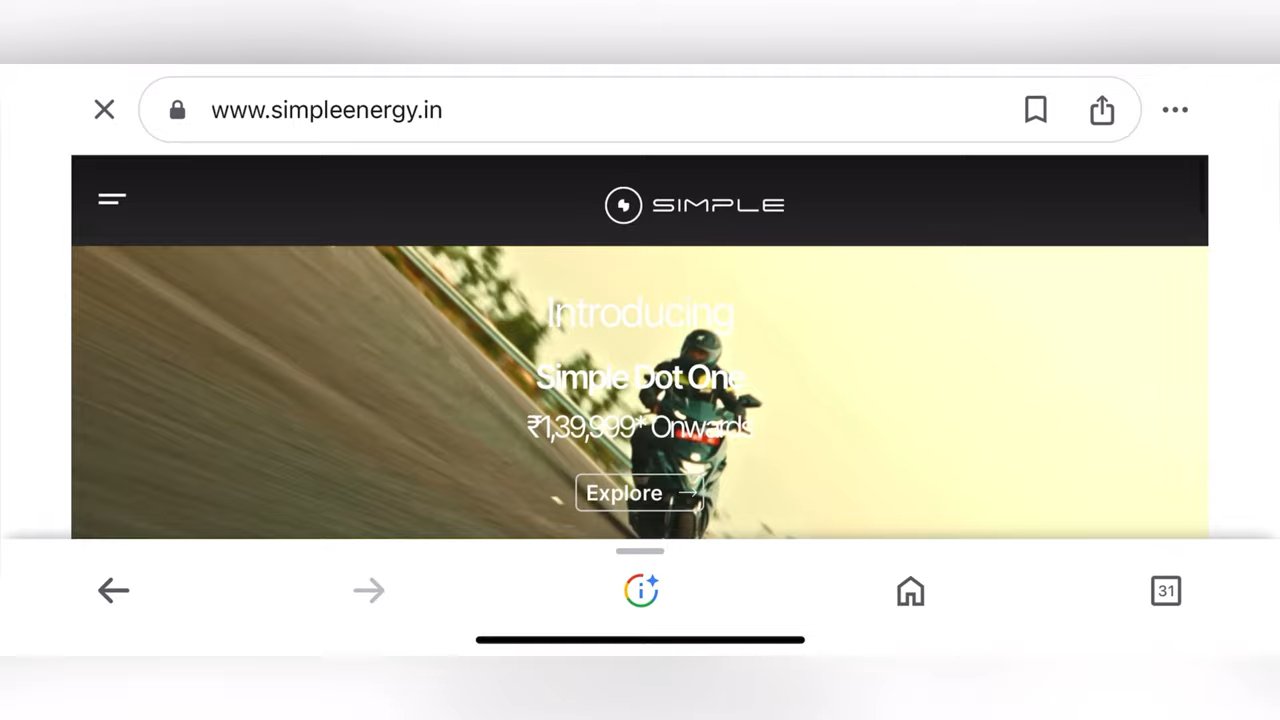 www.simpleenergy.in
SIMPLE
Introducing
Simple Dot One
₹1,39,999* Onwards
Explore →
31